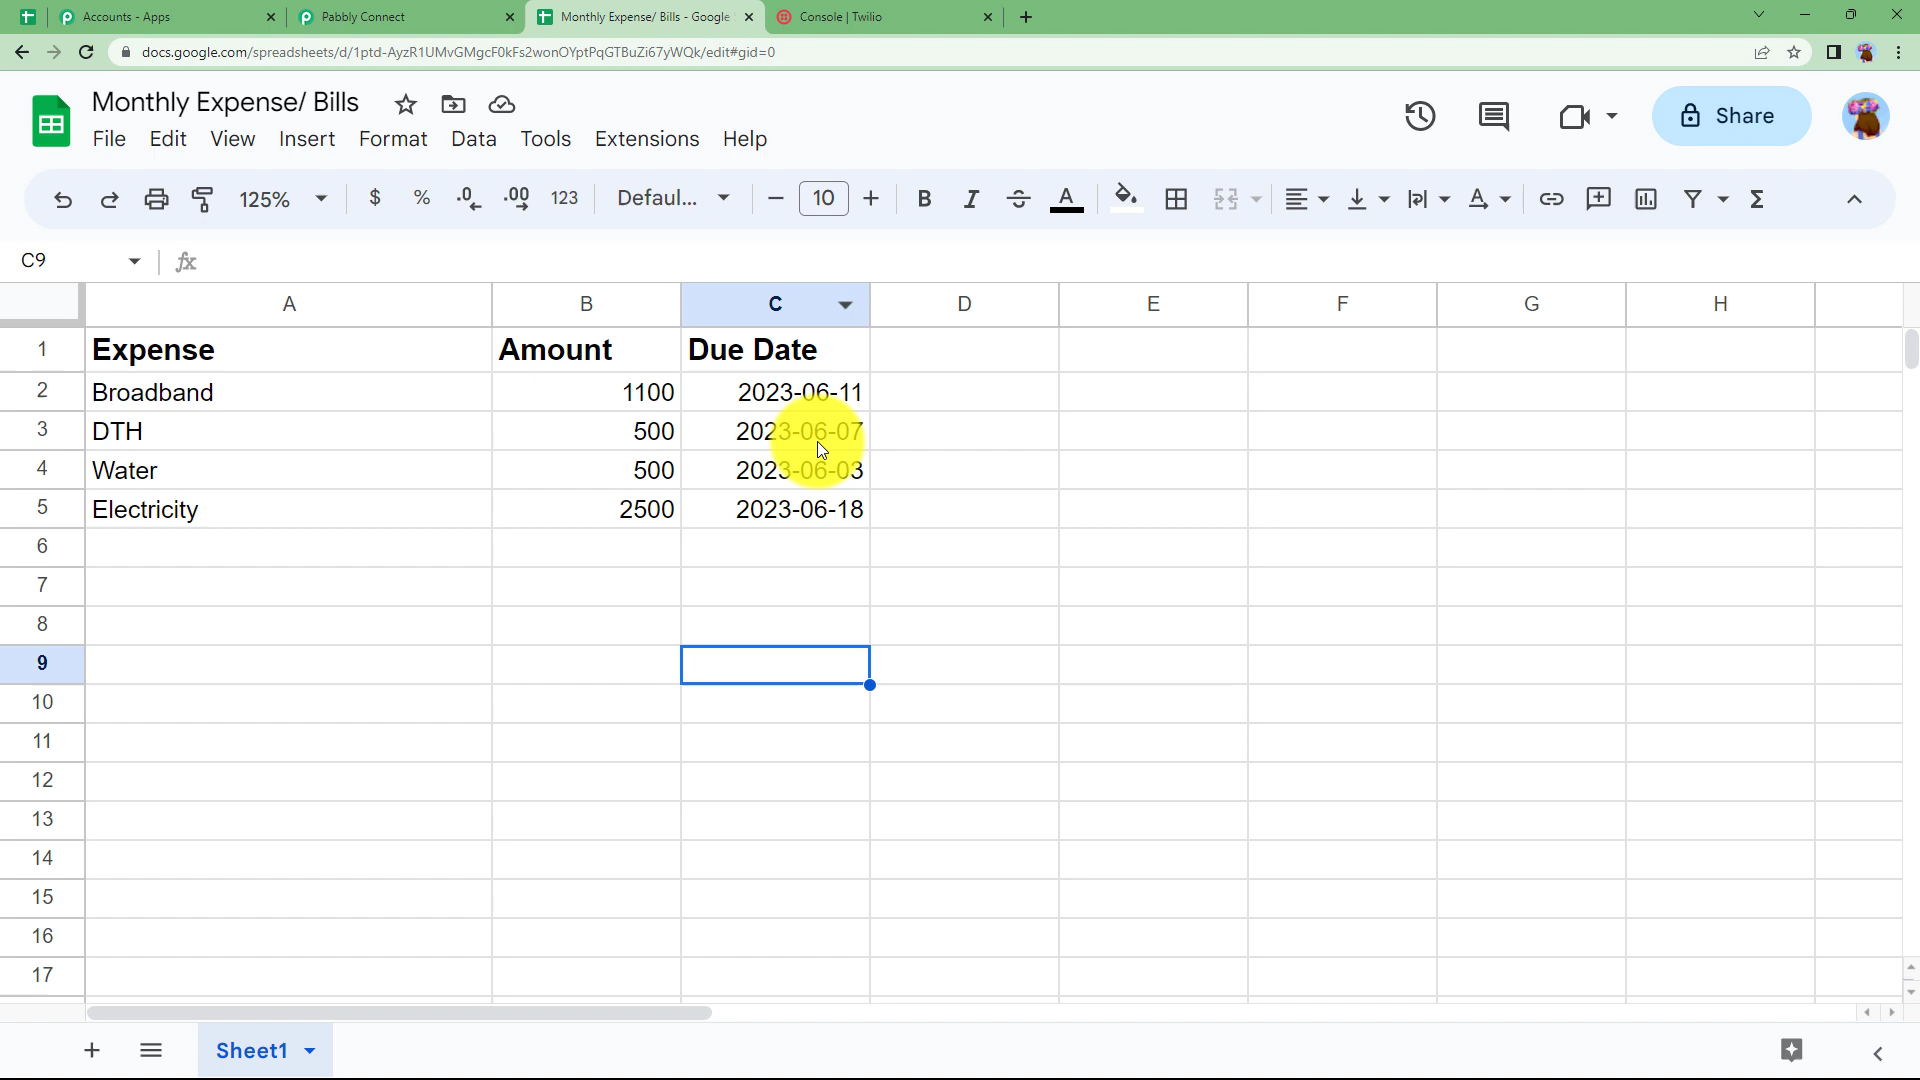 Accounts - Apps
Pabbly Connect
Monthly Expense/ Bills - Google
Console | Twilio
docs.google.com/spreadsheets/d/1ptd-AyzR1UMvGMgcF0kFs2wonOYptPqGTBuZi67yWQk/edit#gid=0
Monthly Expense/ Bills
File Edit View Insert Format Data Tools Extensions Help
Share
125% $ % .0 .00 123 Defaul... 10 B I S A Σ
C9 fx
A B C D E F G H
1 Expense Amount Due Date
2 Broadband 1100 2023-06-11
3 DTH 500 2023-06-07
4 Water 500 2023-06-03
5 Electricity 2500 2023-06-18
6
7
8
9
10
11
12
13
14
15
16
17
Sheet1